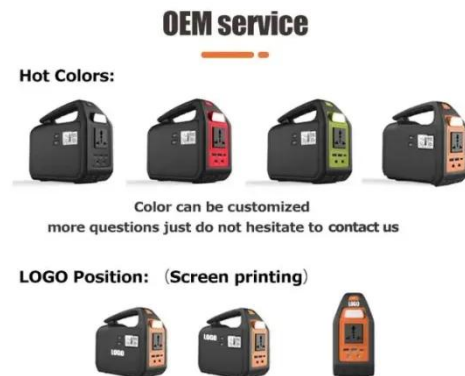 OEM service
Hot Colors:
Color can be customized
more questions just do not hesitate to contact us
LOGO Position: （Screen printing）
LOGO
LOGO
LOGO